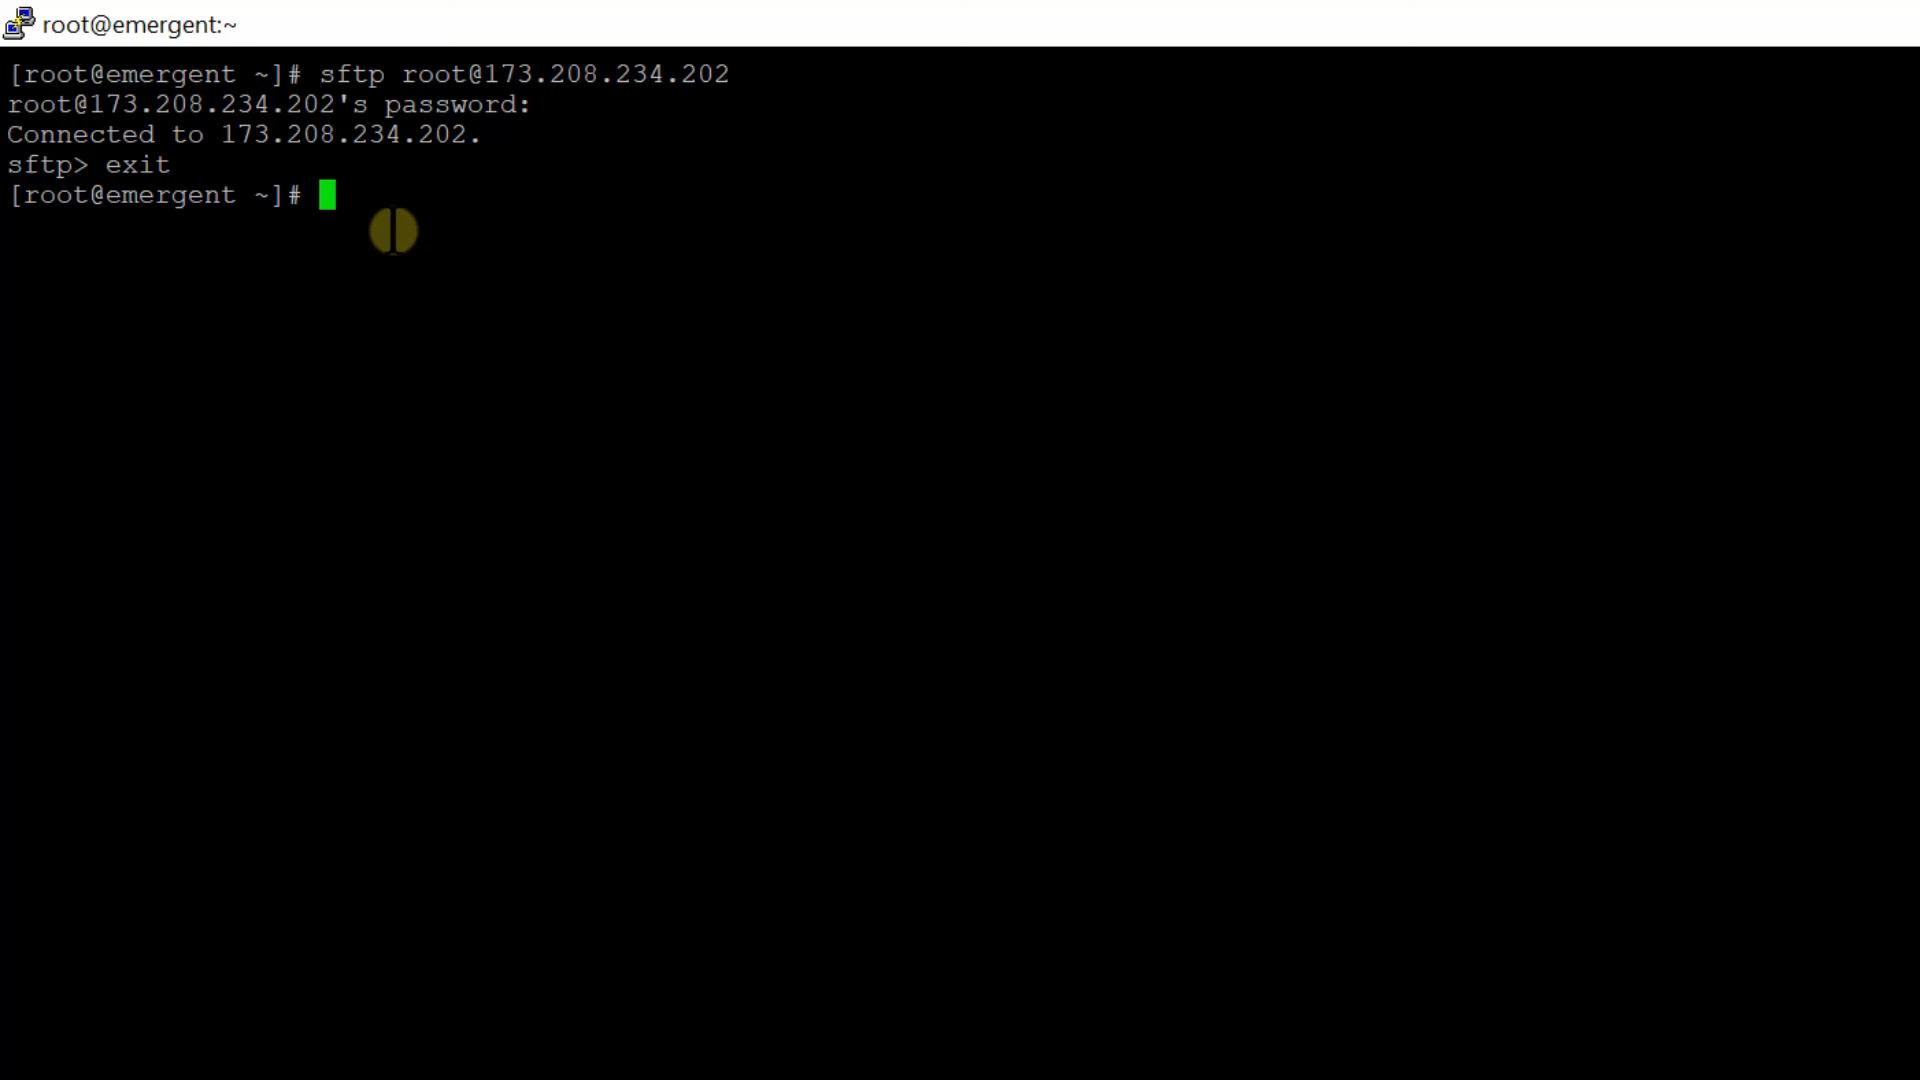 root@emergent:~
[root@emergent ~]# sftp root@173.208.234.202
root@173.208.234.202's password:
Connected to 173.208.234.202.
sftp> exit
[root@emergent ~]#